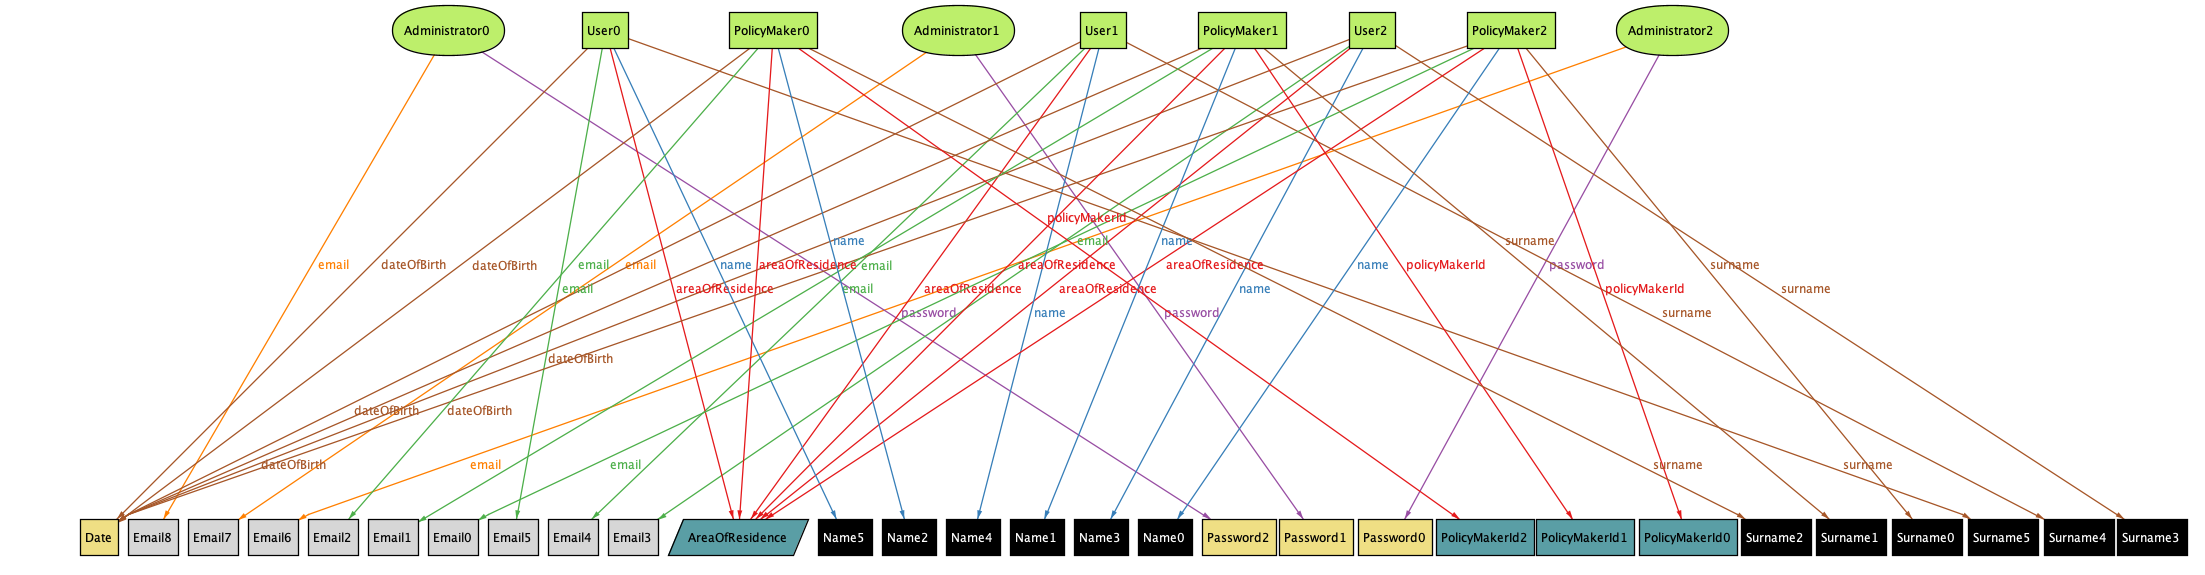 Administrator0 User0 PolicyMaker0 Administrator1 User1 PolicyMaker1 User2 PolicyMaker2 Administrator2
policyMakerId
name email name surname
email dateOfBirth dateOfBirth email email name areaOfResidence email areaOfResidence areaOfResidence policyMakerId name password surname
email areaOfResidence email areaOfResidence areaOfResidence name policyMakerId surname
password name password surname
dateOfBirth
dateOfBirth dateOfBirth
dateOfBirth email email surname surname
Date Email8 Email7 Email6 Email2 Email1 Email0 Email5 Email4 Email3 AreaOfResidence Name5 Name2 Name4 Name1 Name3 Name0 Password2 Password1 Password0 PolicyMakerId2 PolicyMakerId1 PolicyMakerId0 Surname2 Surname1 Surname0 Surname5 Surname4 Surname3